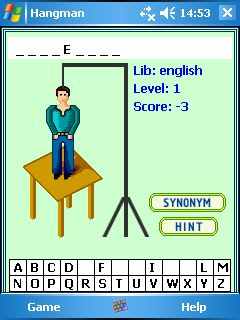 Hangman 14:53
_ _ _ _ E _ _ _ _
Lib: english
Level: 1
Score: -3
SYNONYM
HINT
A B C D F I L M
N O P Q R S T U V W X Y Z
Game Help